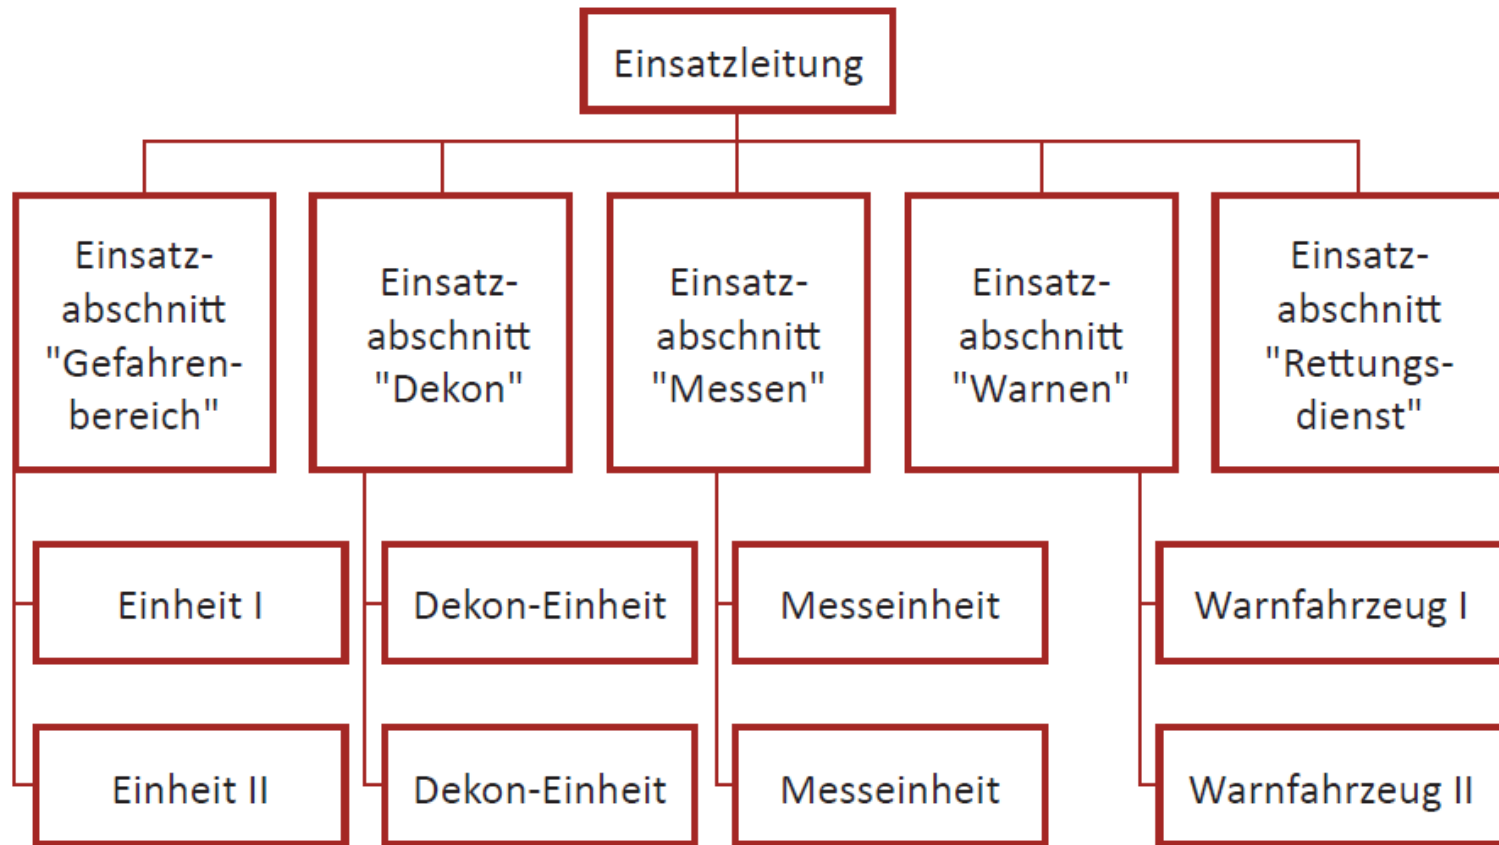 Einsatzleitung
Einsatz-
abschnitt
"Gefahren-
bereich"
Einsatz-
abschnitt
"Dekon"
Einsatz-
abschnitt
"Messen"
Einsatz-
abschnitt
"Warnen"
Einsatz-
abschnitt
"Rettungs-
dienst"
Einheit I
Dekon-Einheit
Messeinheit
Warnfahrzeug I
Einheit II
Dekon-Einheit
Messeinheit
Warnfahrzeug II